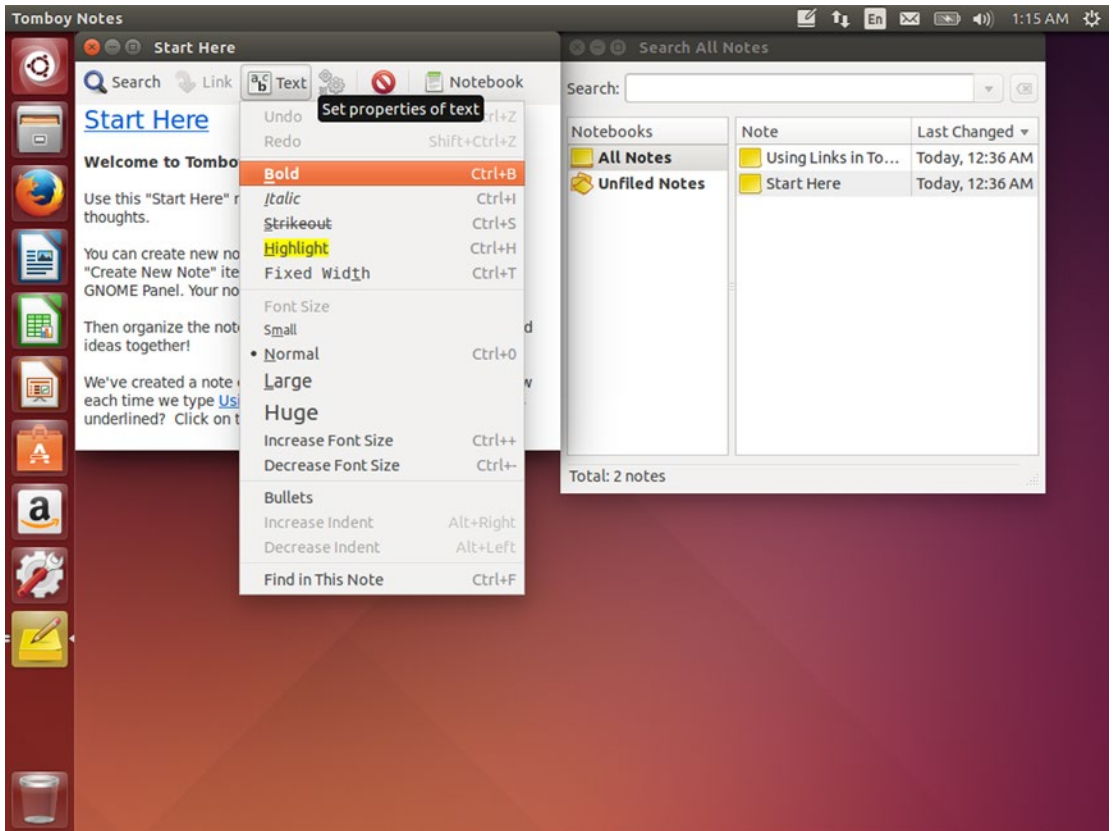 Tomboy Notes
En
1:15 AM
Start Here
Search Link Text Notebook
Set properties of text
Start Here
Welcome to Tombo
Use this "Start Here"
thoughts.
You can create new no
"Create New Note" ite
GNOME Panel. Your no
Then organize the not d
ideas together!
We've created a note w
each time we type Usi
underlined? Click on t
Undo Ctrl+Z
Redo Shift+Ctrl+Z
Bold Ctrl+B
Italic Ctrl+I
Strikeout Ctrl+S
Highlight Ctrl+H
Fixed Width Ctrl+T
Font Size
Small
• Normal Ctrl+0
Large
Huge
Increase Font Size Ctrl++
Decrease Font Size Ctrl+-
Bullets
Increase Indent Alt+Right
Decrease Indent Alt+Left
Find in This Note Ctrl+F
Search All Notes
Search:
Notebooks
All Notes
Unfiled Notes
Note Last Changed
Using Links in To... Today, 12:36 AM
Start Here Today, 12:36 AM
Total: 2 notes